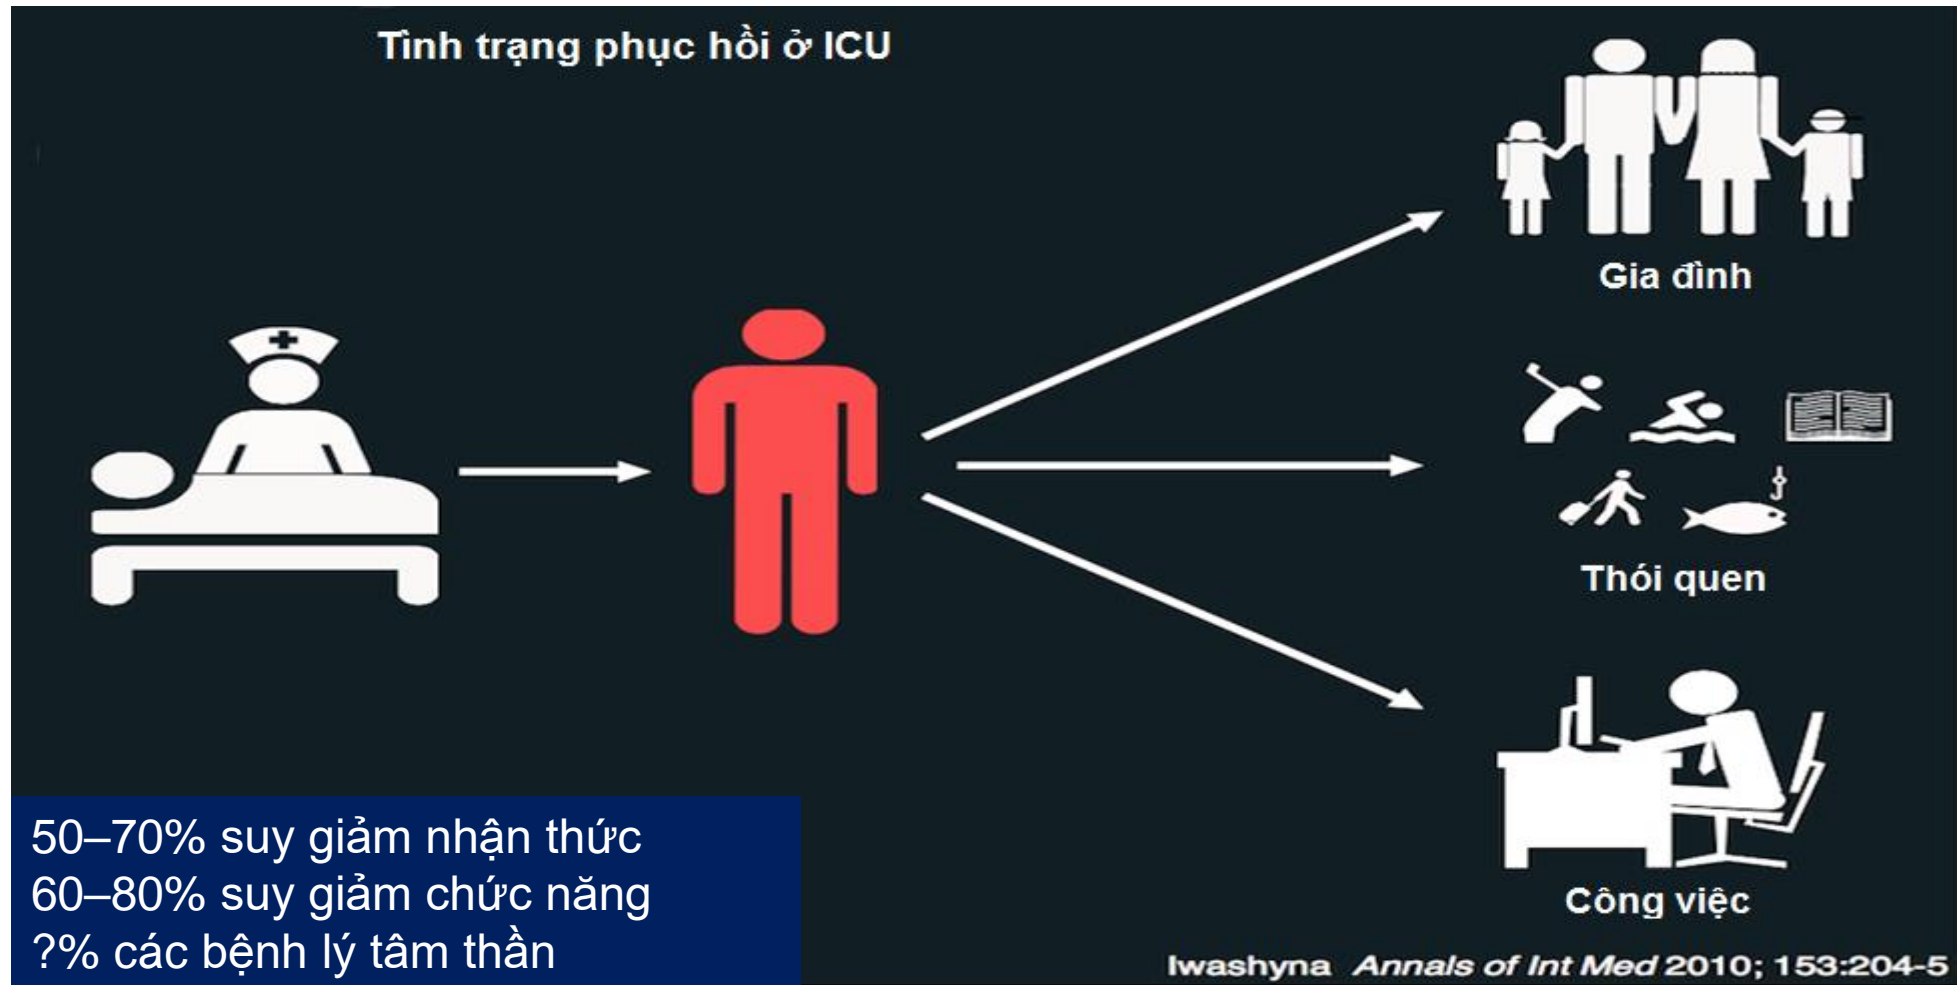 Tình trạng phục hồi ở ICU
Gia đình
Thói quen
Công việc
50–70% suy giảm nhận thức
60–80% suy giảm chức năng
?% các bệnh lý tâm thần
Iwashyna Annals of Int Med 2010; 153:204-5